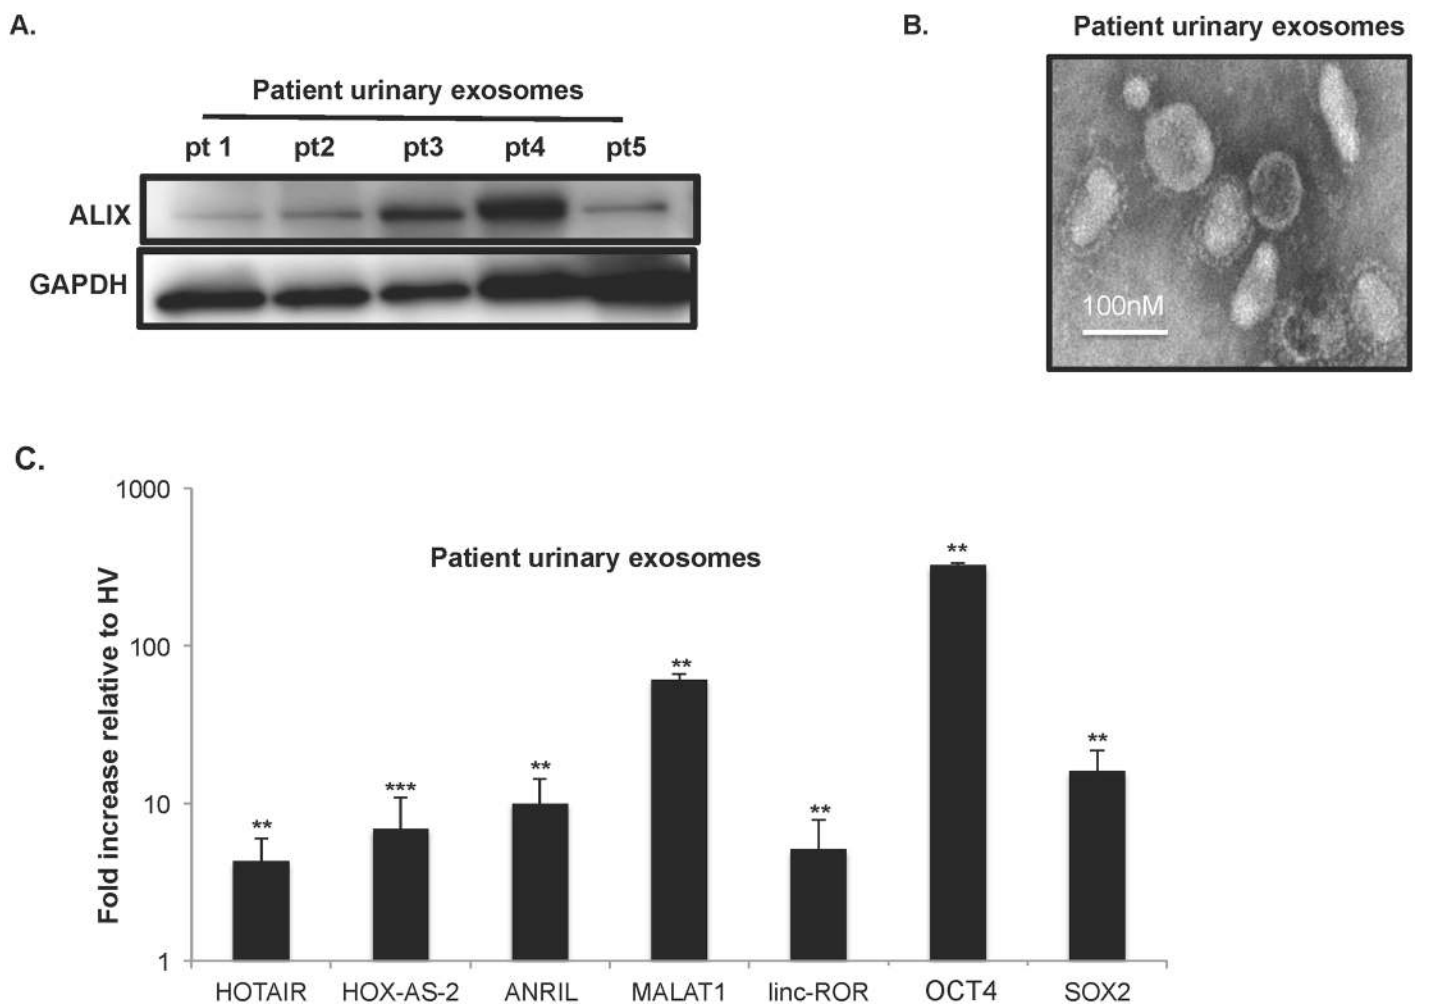 A.
Patient urinary exosomes
pt 1 pt2 pt3 pt4 pt5
ALIX
GAPDH
B.
Patient urinary exosomes
100nM
C.
Patient urinary exosomes
Fold increase relative to HV
1000
100
10
1
** *** ** ** ** ** **
HOTAIR HOX-AS-2 ANRIL MALAT1 linc-ROR OCT4 SOX2